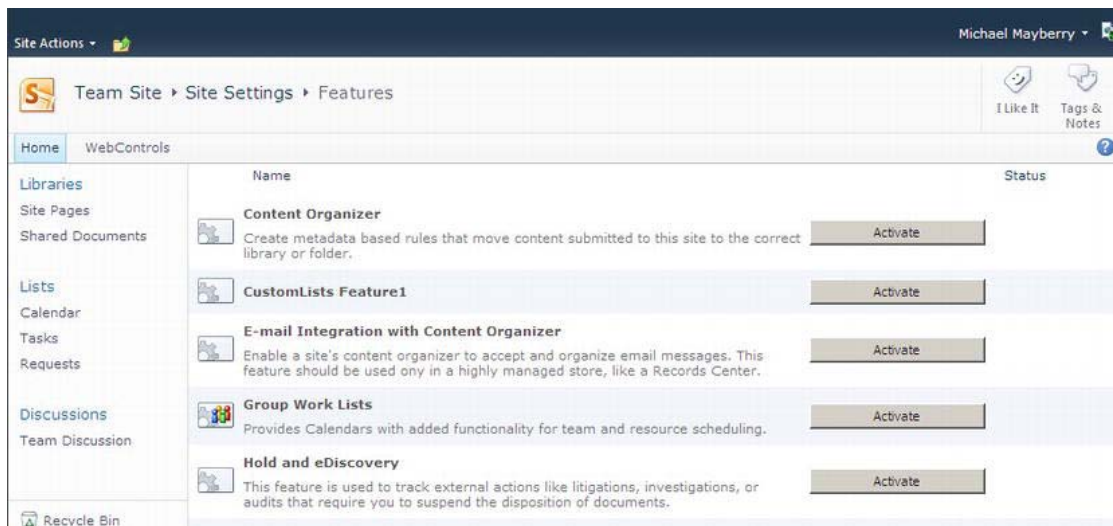 Site Actions
Michael Mayberry
Team Site ▸ Site Settings ▸ Features
I Like It
Tags &
Notes
Home
WebControls
Libraries
Site Pages
Shared Documents
Lists
Calendar
Tasks
Requests
Discussions
Team Discussion
Recycle Bin
Name
Status
Content Organizer
Create metadata based rules that move content submitted to this site to the correct
library or folder.
Activate
CustomLists Feature1
Activate
E-mail Integration with Content Organizer
Enable a site's content organizer to accept and organize email messages. This
feature should be used ony in a highly managed store, like a Records Center.
Activate
Group Work Lists
Provides Calendars with added functionality for team and resource scheduling.
Activate
Hold and eDiscovery
This feature is used to track external actions like litigations, investigations, or
audits that require you to suspend the disposition of documents.
Activate